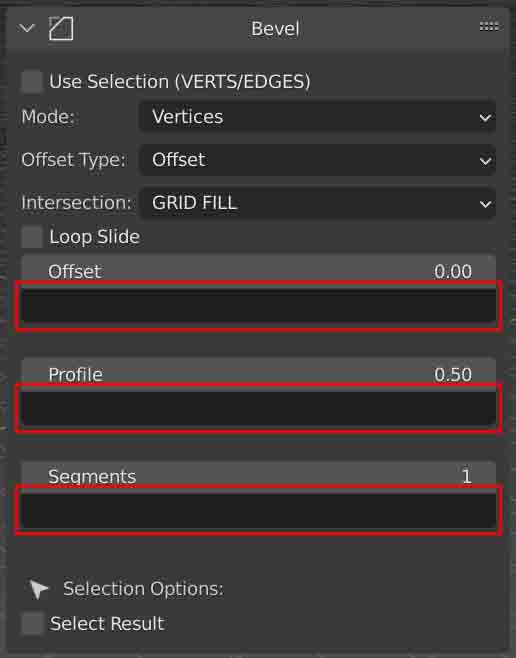 Bevel
Use Selection (VERTS/EDGES)
Mode: Vertices
Offset Type: Offset
Intersection: GRID FILL
Loop Slide
Offset 0.00
Profile 0.50
Segments 1
Selection Options:
Select Result